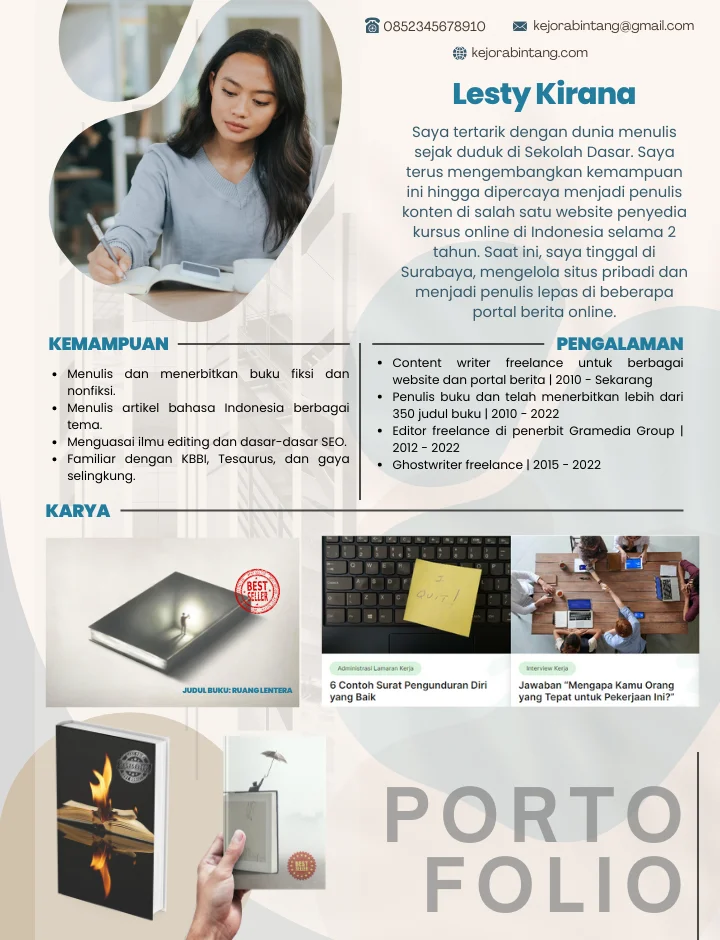 0852345678910
kejorabintang@gmail.com
kejorabintang.com
Lesty Kirana
Saya tertarik dengan dunia menulis
sejak duduk di Sekolah Dasar. Saya
terus mengembangkan kemampuan
ini hingga dipercaya menjadi penulis
konten di salah satu website penyedia
kursus online di Indonesia selama 2
tahun. Saat ini, saya tinggal di
Surabaya, mengelola situs pribadi dan
menjadi penulis lepas di beberapa
portal berita online.
KEMAMPUAN
• Menulis dan menerbitkan buku fiksi dan
nonfiksi.
• Menulis artikel bahasa Indonesia berbagai
tema.
• Menguasai ilmu editing dan dasar-dasar SEO.
• Familiar dengan KBBI, Tesaurus, dan gaya
selingkung.
PENGALAMAN
• Content writer freelance untuk berbagai
website dan portal berita | 2010 - Sekarang
• Penulis buku dan telah menerbitkan lebih dari
350 judul buku | 2010 - 2022
• Editor freelance di penerbit Gramedia Group |
2012 - 2022
• Ghostwriter freelance | 2015 - 2022
KARYA
BEST
SELLER
JUDUL BUKU: RUANG LENTERA
I
QUIT!
Administrasi Lamaran Kerja
6 Contoh Surat Pengunduran Diri
yang Baik
Interview Kerja
Jawaban "Mengapa Kamu Orang
yang Tepat untuk Pekerjaan Ini?"
BEST
PORTO
FOLIO